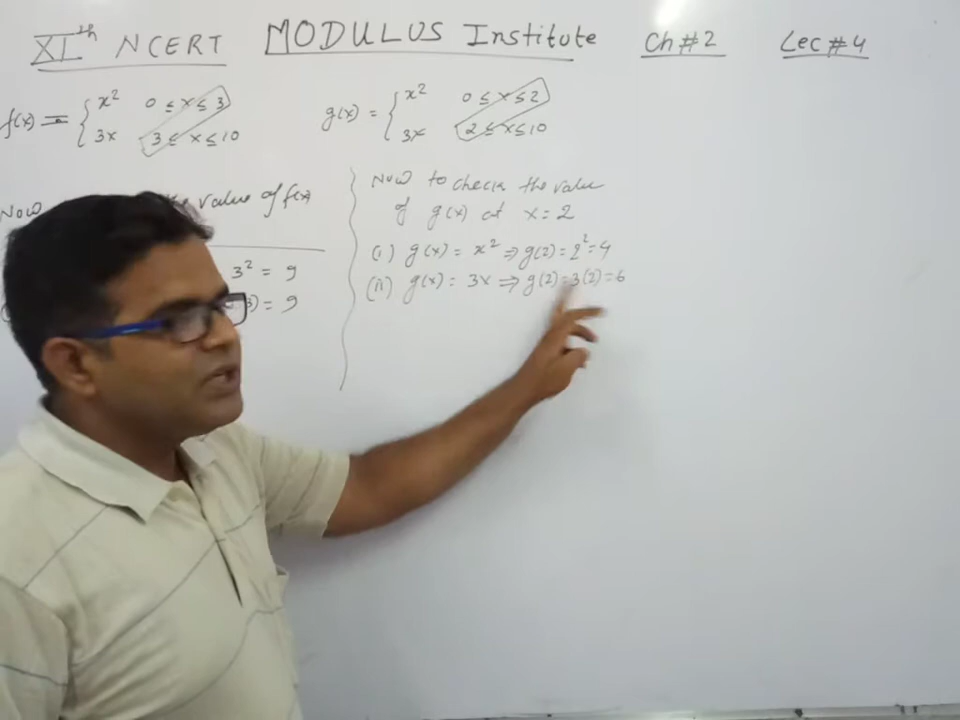 XIth NCERT MODULUS Institute Ch#2 Lec#4
f(x) = { x² 0 ≤ x ≤ 3
3x 3 ≤ x ≤ 10
g(x) = { x² 0 ≤ x ≤ 2
3x 2 ≤ x ≤ 10
Now the value of f(x)
3² = 9
3) = 9
Now to check the value
of g(x) at x = 2
(i) g(x) = x² ⇒ g(2) = 2² = 4
(ii) g(x) = 3x ⇒ g(2) = 3(2) = 6